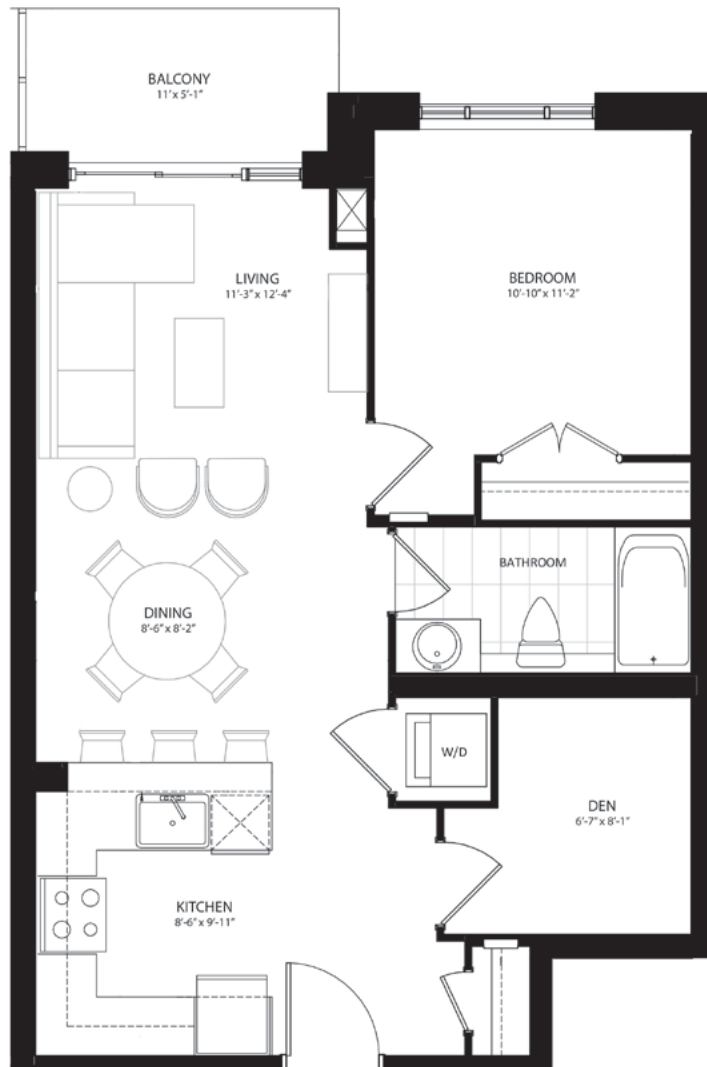 BALCONY
11' x 5'-1"
LIVING
11'-3" x 12'-4"
BEDROOM
10'-10" x 11'-2"
BATHROOM
DINING
8'-6" x 8'-2"
W/D
DEN
6'-7" x 8'-1"
KITCHEN
8'-6" x 9'-11"